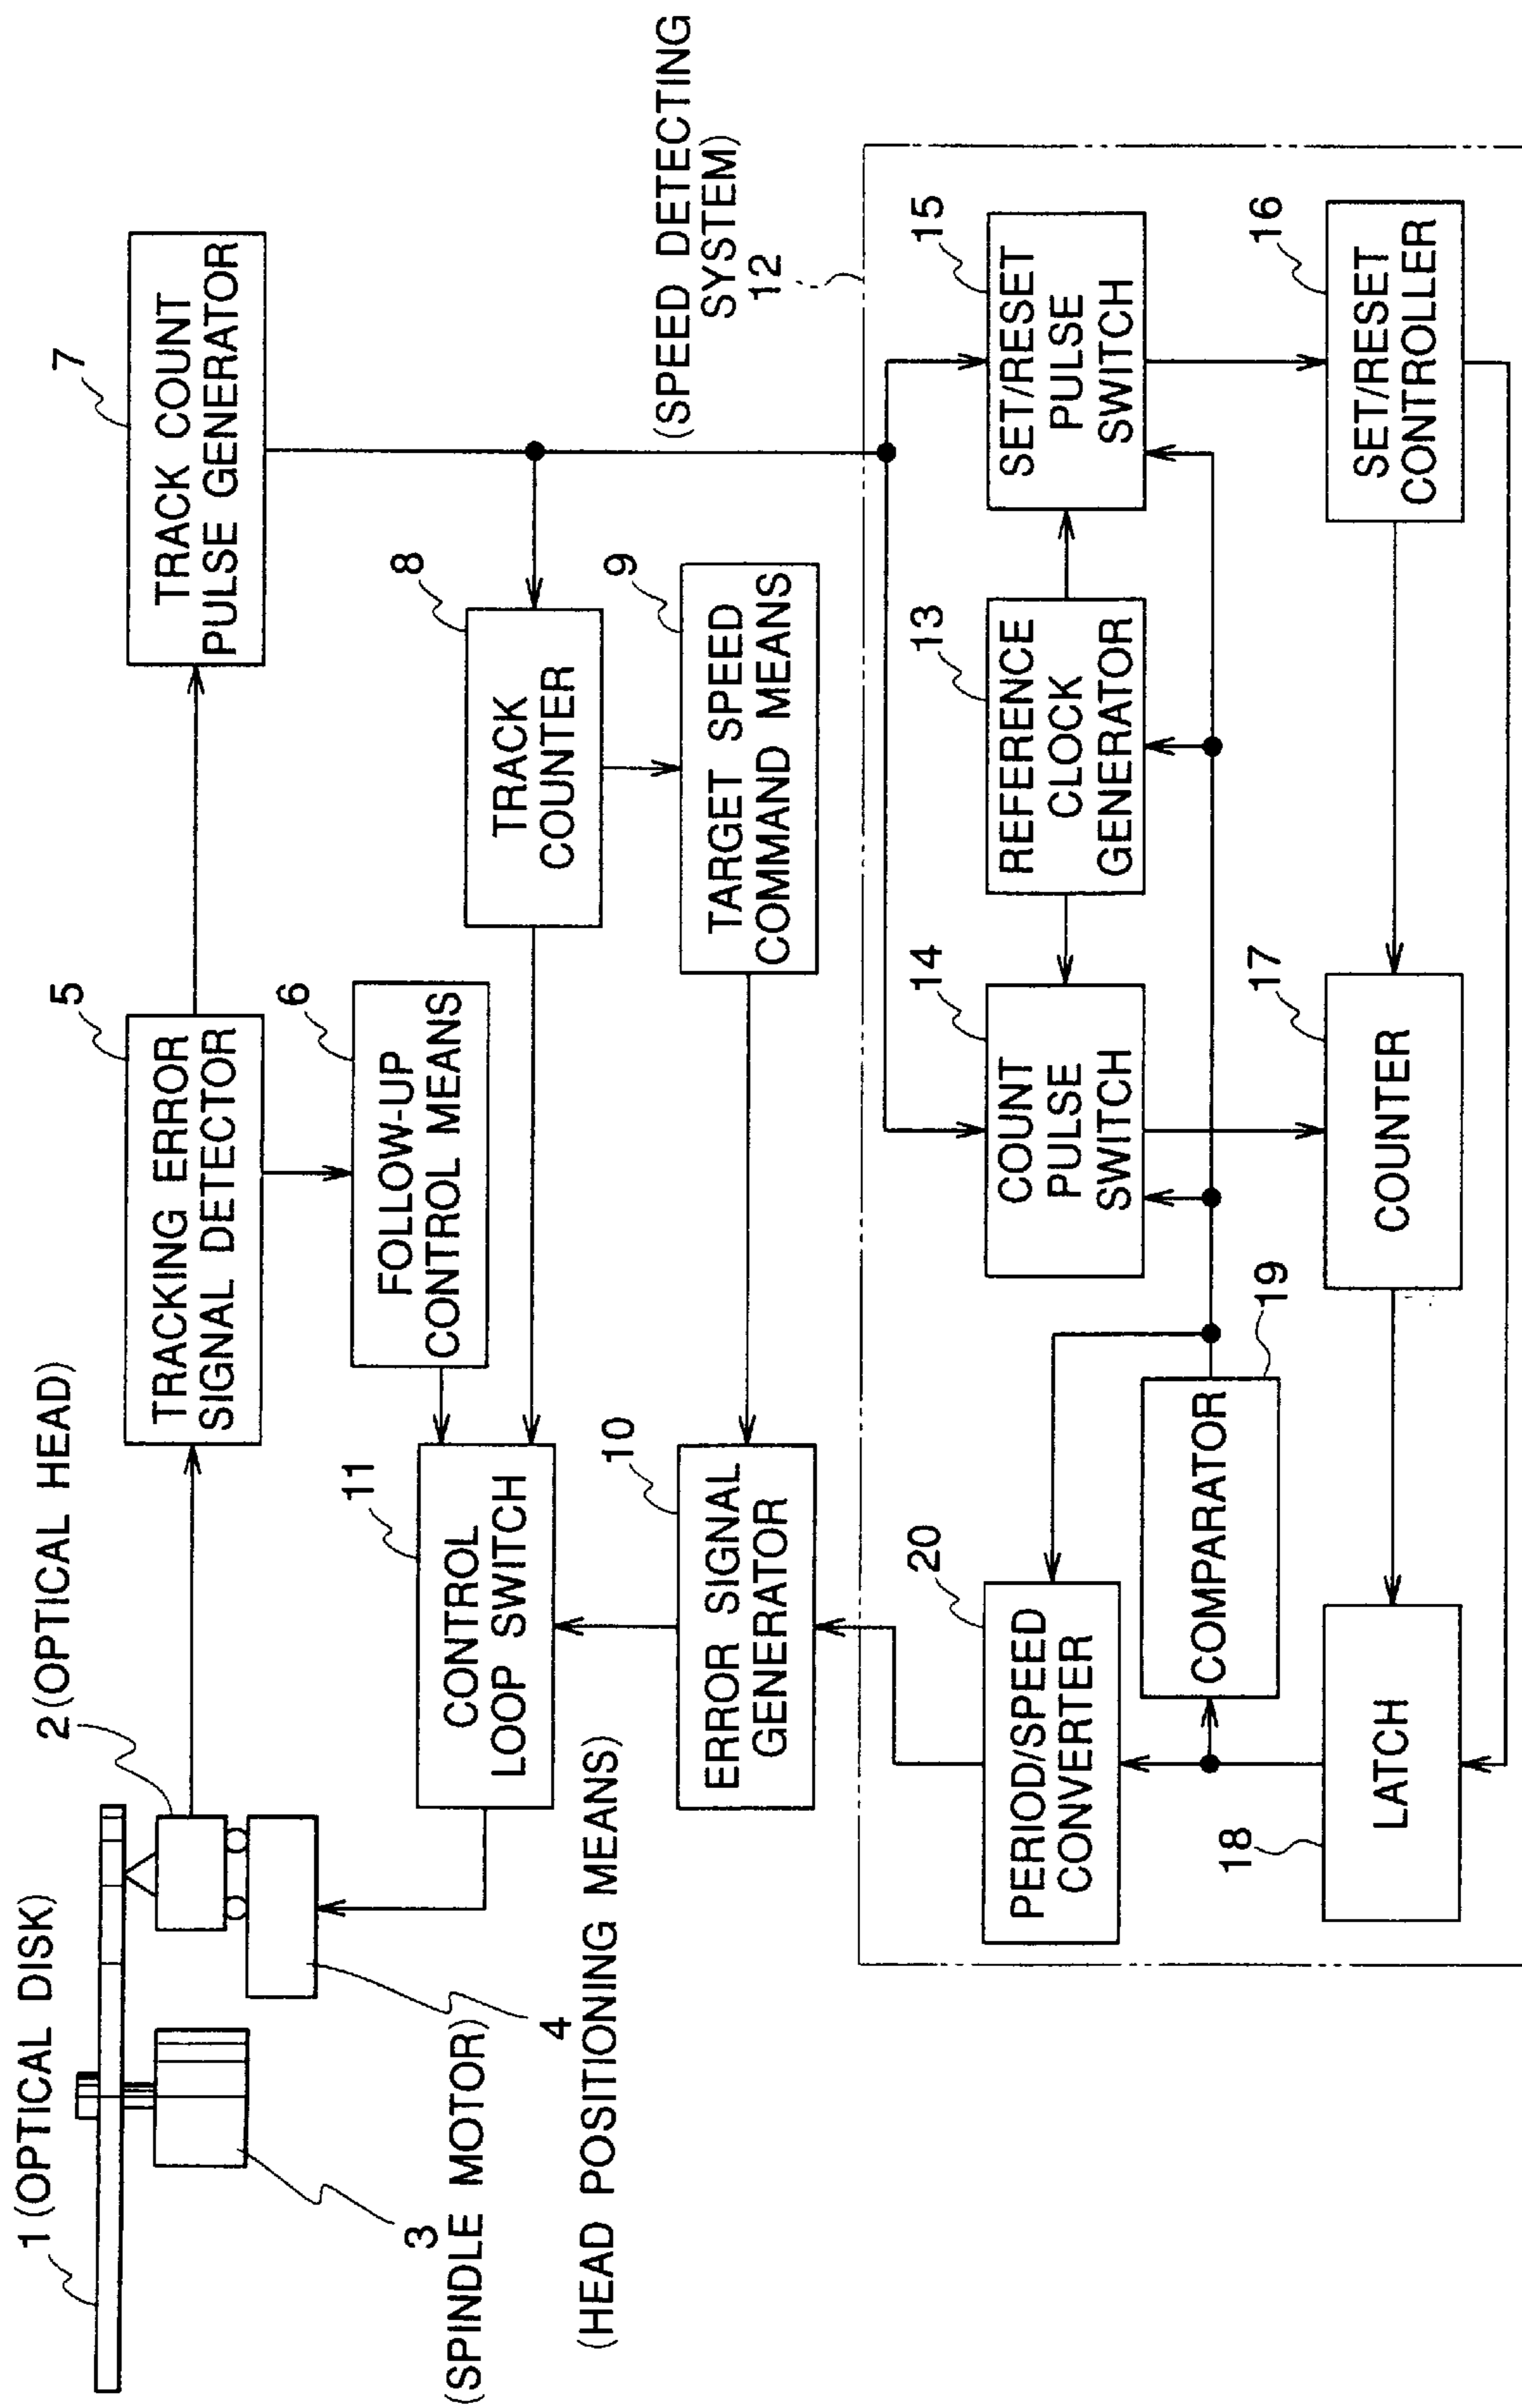 1 (OPTICAL DISK)
2 (OPTICAL HEAD)
3
(SPINDLE MOTOR)
4
(HEAD POSITIONING MEANS)
5
TRACKING ERROR
SIGNAL DETECTOR
7
TRACK COUNT
PULSE GENERATOR
6
FOLLOW-UP
CONTROL MEANS
11
CONTROL
LOOP SWITCH
8
TRACK
COUNTER
9
TARGET SPEED
COMMAND MEANS
10
ERROR SIGNAL
GENERATOR
(SPEED DETECTING
SYSTEM)
12
20
PERIOD/SPEED
CONVERTER
14
COUNT
PULSE
SWITCH
13
REFERENCE
CLOCK
GENERATOR
15
SET/RESET
PULSE
SWITCH
COMPARATOR
19
18
LATCH
17
COUNTER
16
SET/RESET
CONTROLLER